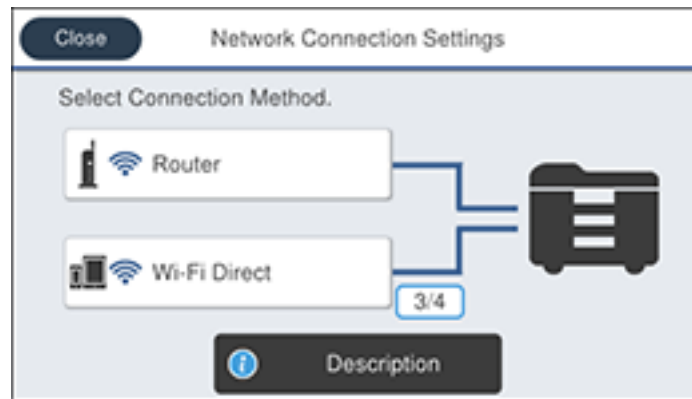 Close
Network Connection Settings
Select Connection Method.
Router
Wi-Fi Direct
3/4
Description